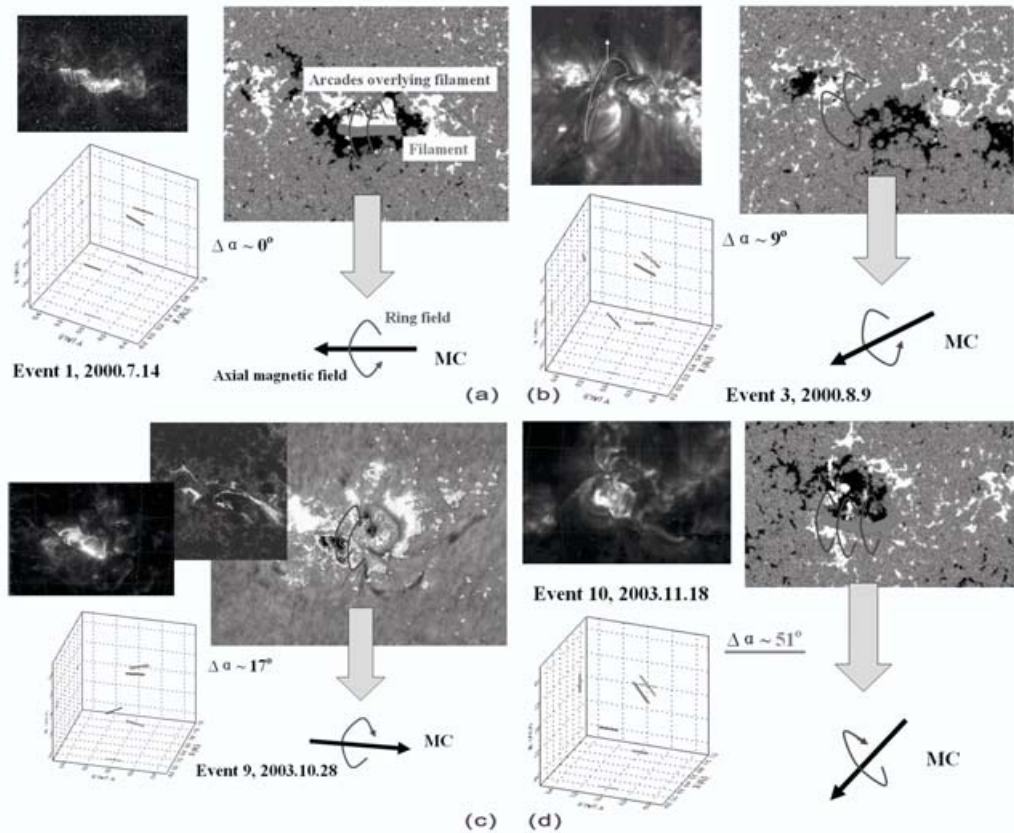 Arcades overlying filament
Filament
Δ α ~ 0°
Ring field
MC
Axial magnetic field
Event 1, 2000.7.14
(a)
Δ α ~ 9°
MC
(b)
Event 3, 2000.8.9
Δ α ~ 17°
MC
Event 9, 2003.10.28
(c)
Event 10, 2003.11.18
Δ α ~ 51°
MC
(d)